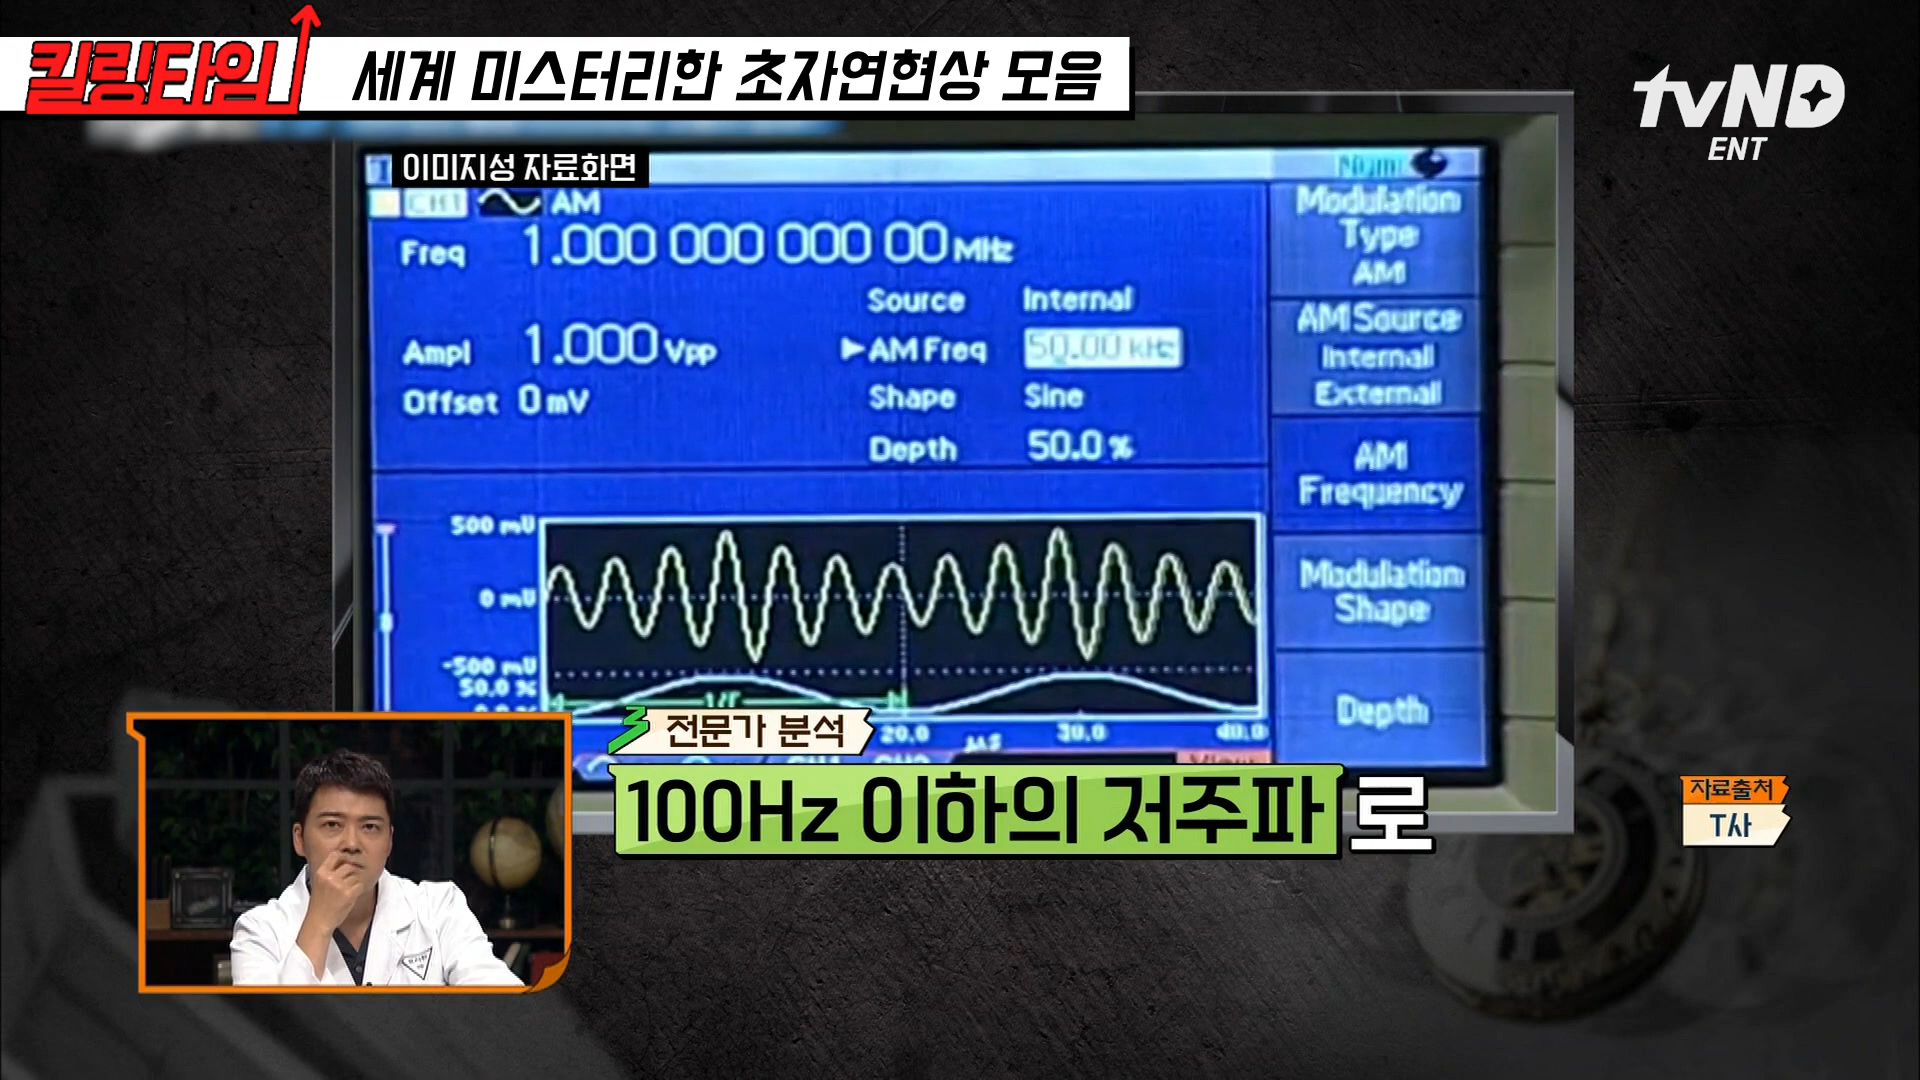 킬링타임
세계 미스터리한 초자연현상 모음
tvND
ENT
이미지성 자료화면
CH1 AM
Freq 1.000 000 000 00 MHz
Source Internal
Ampl 1.000 Vpp
AM Freq 50.00 kHz
Offset 0 mV
Shape Sine
Depth 50.0 %
Modulation
Type
AM
AM Source
Internal
External
AM
Frequency
Modulation
Shape
Depth
500 mV
0 mV
-500 mV
50.0 %
1/f
20.0
30.0
40.0
µs
전문가 분석
100Hz 이하의 저주파로
자료출처
T사